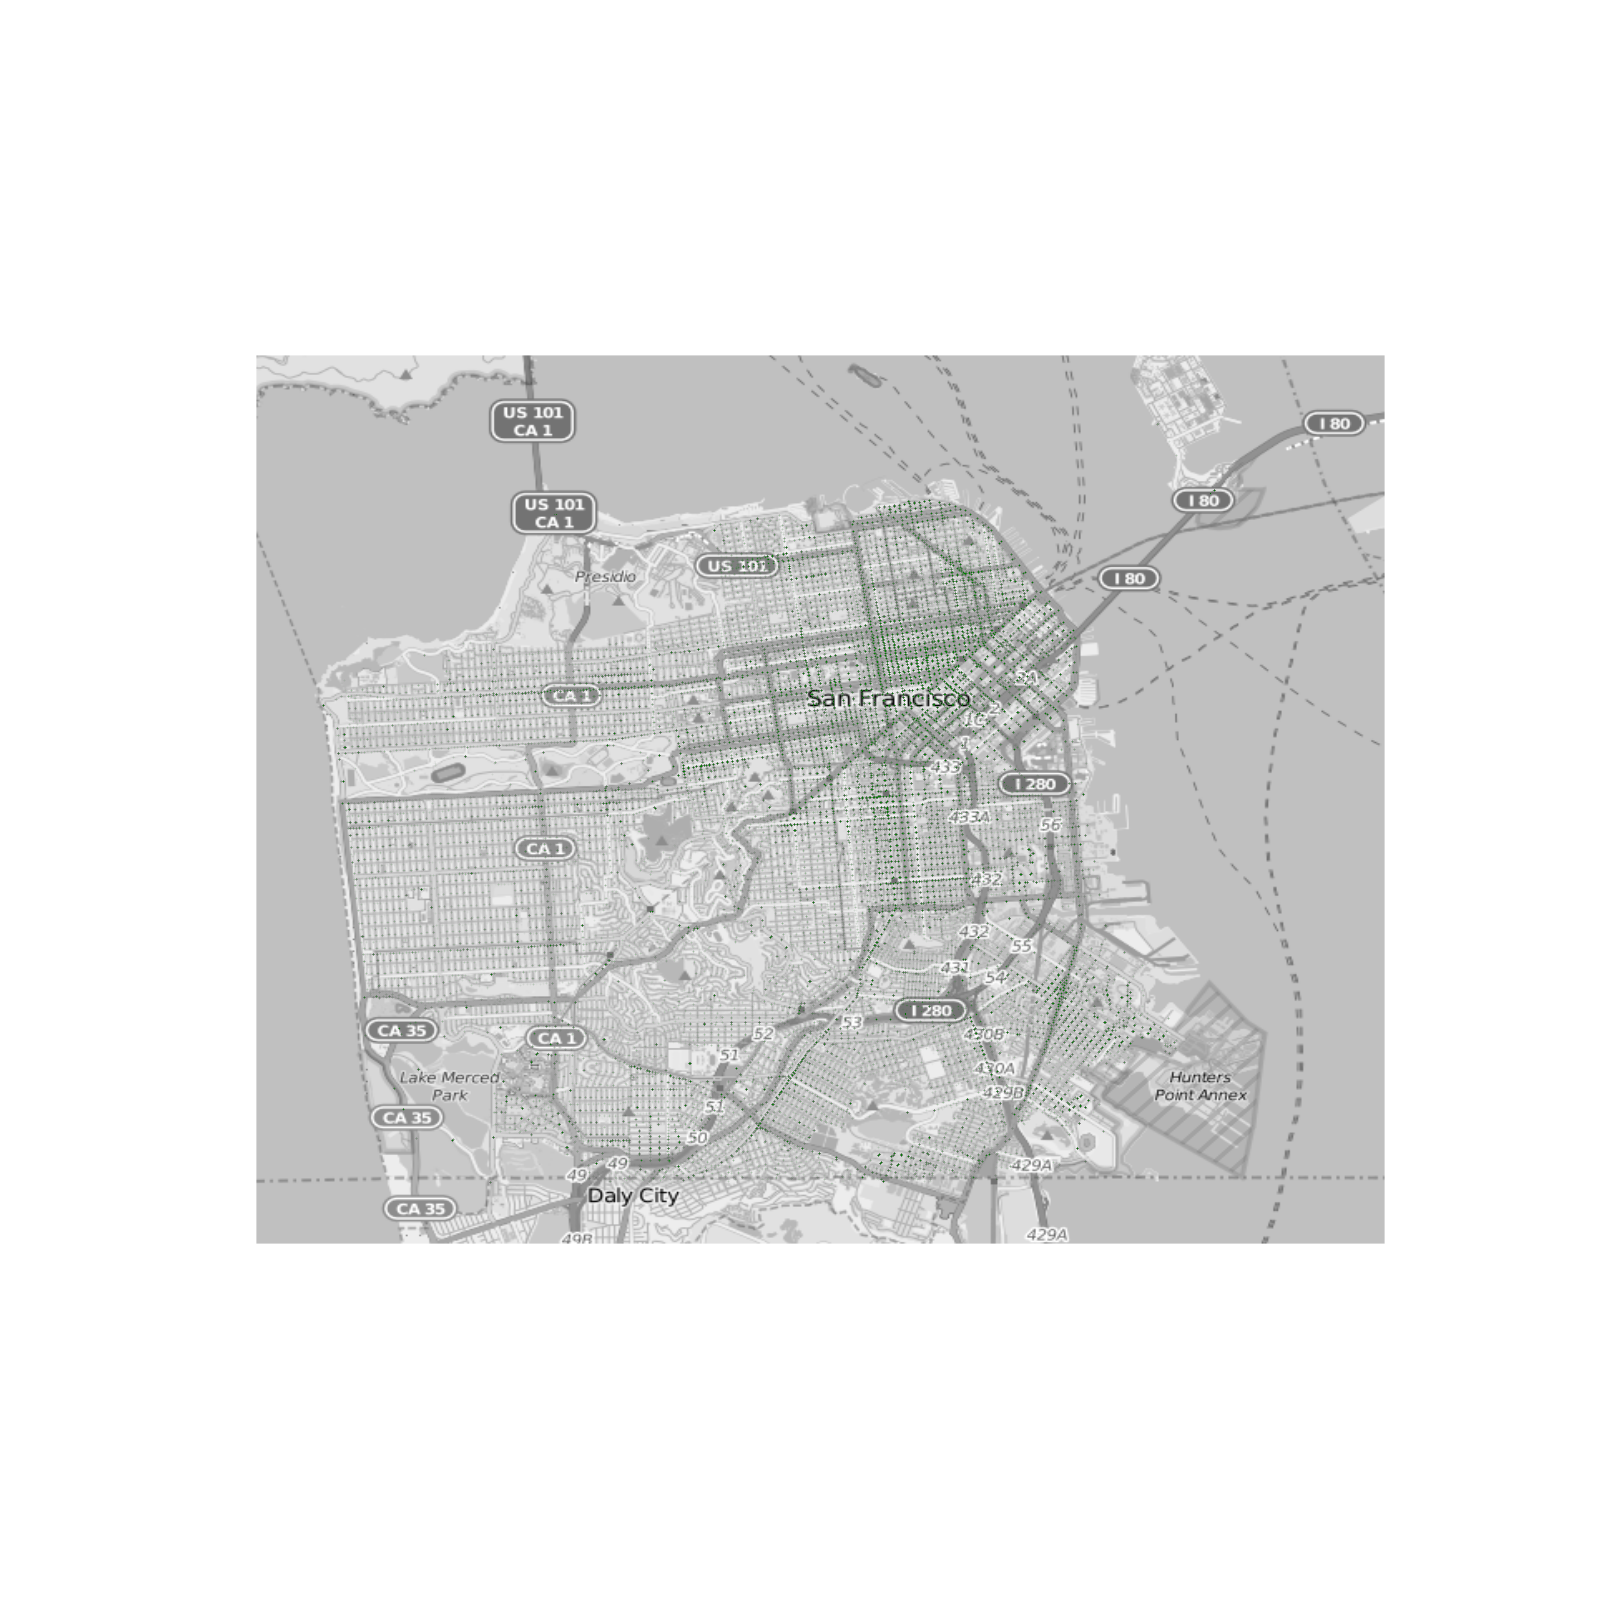 US 101
CA 1
I 80
I 80
US 101
CA 1
US 101
Presidio
I 80
CA 1
San Francisco
1C
433
I 280
433A
56
CA 1
432
432
55
431
54
I 280
53
CA 35
52
430B
CA 1
51
430A
Lake Merced
Park
Hunters
Point Annex
429B
51
CA 35
50
49
49
429A
Daly City
CA 35
49B
429A